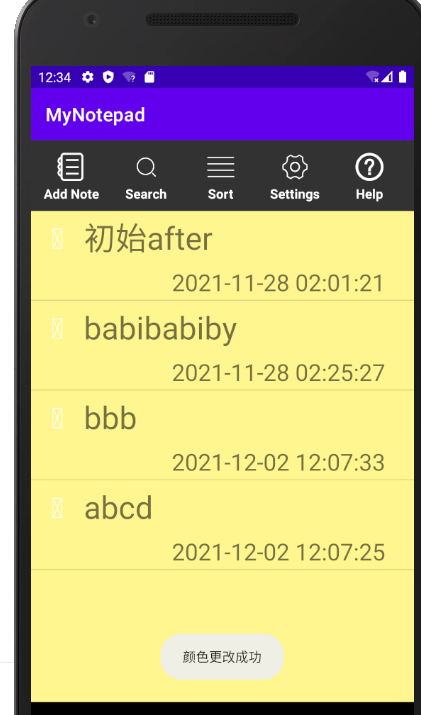 12:34
MyNotepad
Add Note Search Sort Settings Help
初始after
2021-11-28 02:01:21
babibabiby
2021-11-28 02:25:27
bbb
2021-12-02 12:07:33
abcd
2021-12-02 12:07:25
颜色更改成功